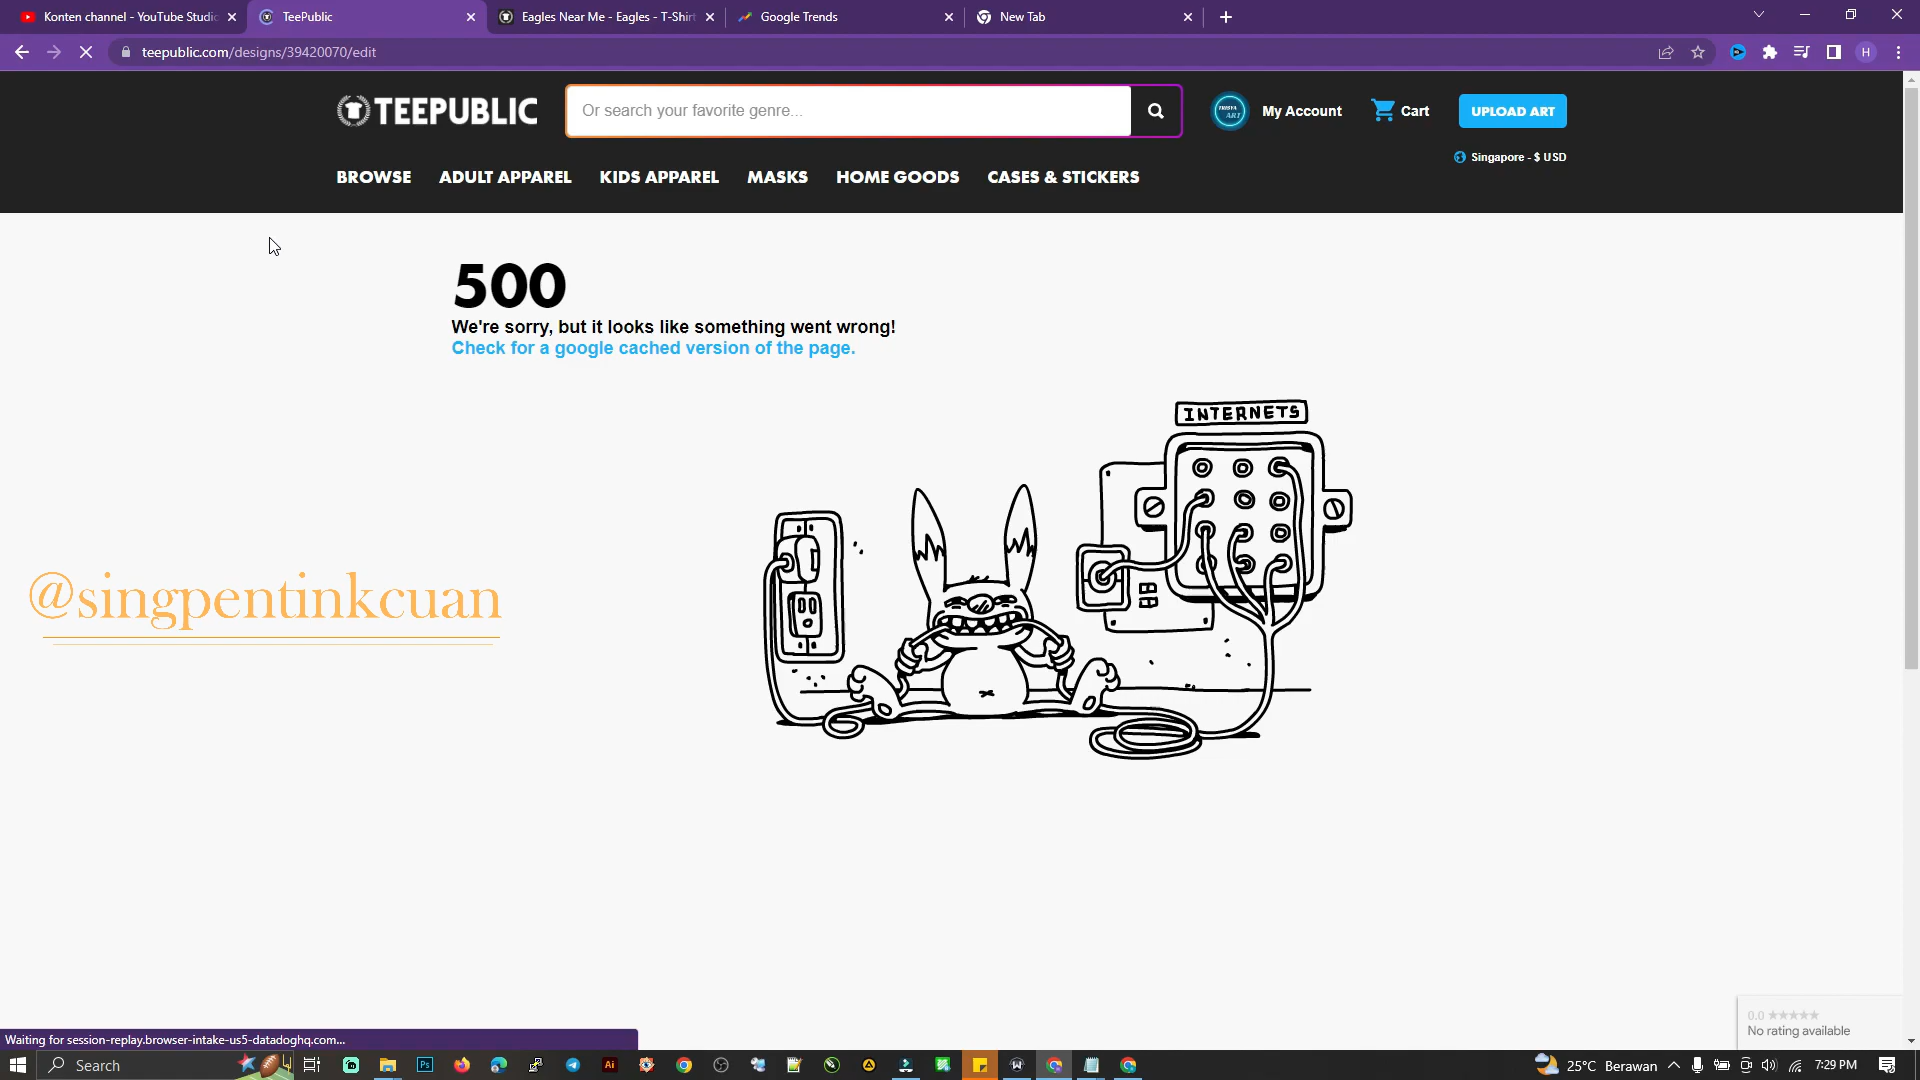 Konten channel - YouTube Studio
TeePublic
Eagles Near Me - Eagles - T-Shirt
Google Trends
New Tab
teepublic.com/designs/39420070/edit
H
TEEPUBLIC
Or search your favorite genre...
TRISTA ART
My Account
Cart
UPLOAD ART
Singapore - $ USD
BROWSE
ADULT APPAREL
KIDS APPAREL
MASKS
HOME GOODS
CASES & STICKERS
500
We're sorry, but it looks like something went wrong!
Check for a google cached version of the page.
INTERNETS
@singpentinkcuan
0.0 ★★★★★
No rating available
Waiting for session-replay.browser-intake-us5-datadoghq.com...
Search
Ps
Ai
25°C Berawan
7:29 PM